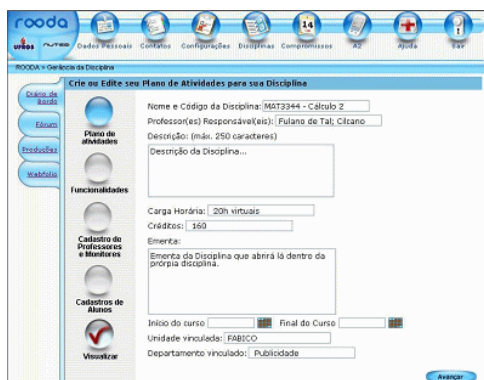 rooda
UFRGS NUTED
Dados Pessoais Contatos Configurações Disciplinas Compromissos A2 Ajuda Sair
14
ROODA > Gerência da Disciplina
Crie ou Edite seu Plano de Atividades para sua Disciplina
Diário de
Bordo
Fórum
Produções
Webfolio
Plano de
atividades
Funcionalidades
Cadastro de
Professores
e Monitores
Cadastros de
Alunos
Visualizar
Nome e Código da Disciplina: MAT3344 - Cálculo 2
Professor(es) Responsável(eis): Fulano de Tal; Cilcano
Descrição: (máx. 250 caracteres)
Descrição da Disciplina...
Carga Horária: 20h virtuais
Créditos: 160
Ementa:
Ementa da Disciplina que abrirá lá dentro da
prórpia disciplina.
Início do curso Final do Curso
Unidade vinculada: FABICO
Departamento vinculado: Publicidade
Avançar